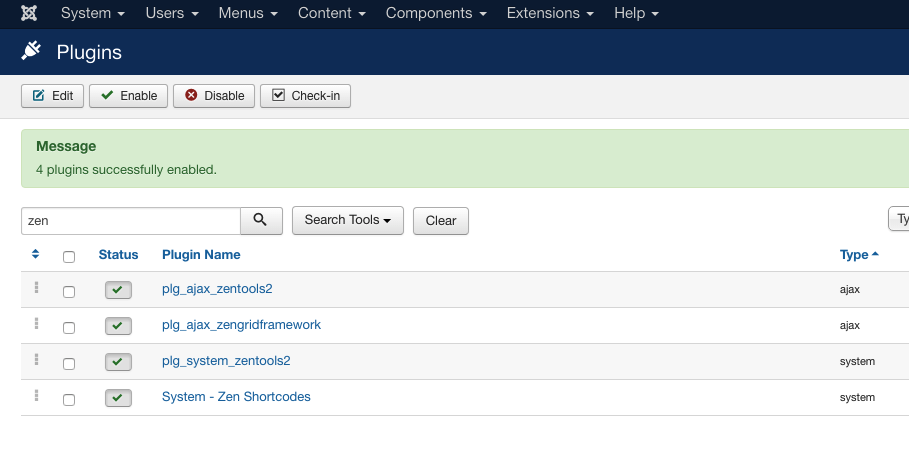 System Users Menus Content Components Extensions Help
Plugins
Edit Enable Disable Check-in
Message
4 plugins successfully enabled.
zen Search Tools Clear Ty
Status Plugin Name Type
plg_ajax_zentools2 ajax
plg_ajax_zengridframework ajax
plg_system_zentools2 system
System - Zen Shortcodes system